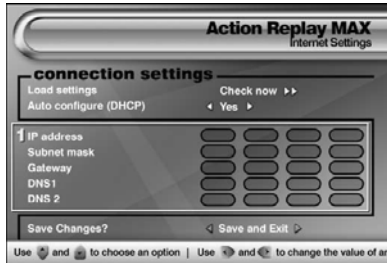 Action Replay MAX
Internet Settings
connection settings
Load settings Check now
Auto configure (DHCP) Yes
1 IP address
Subnet mask
Gateway
DNS1
DNS 2
Save Changes? Save and Exit
Use and to choose an option | Use and to change the value of